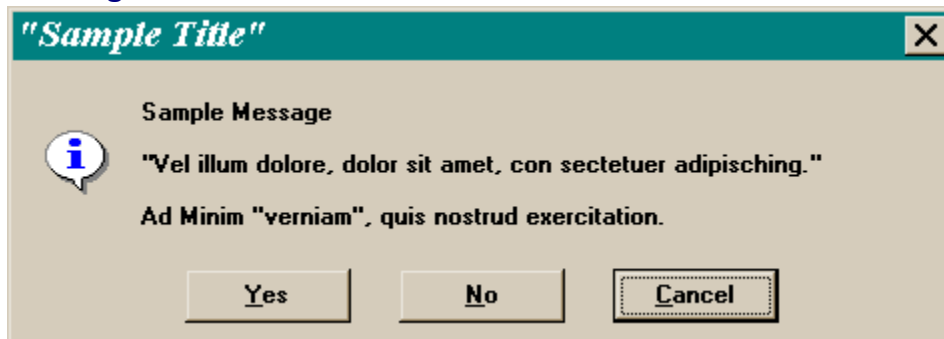 "Sample Title"
Sample Message
"Vel illum dolore, dolor sit amet, con sectetuer adipisching."
Ad Minim "verniam", quis nostrud exercitation.
Yes No Cancel